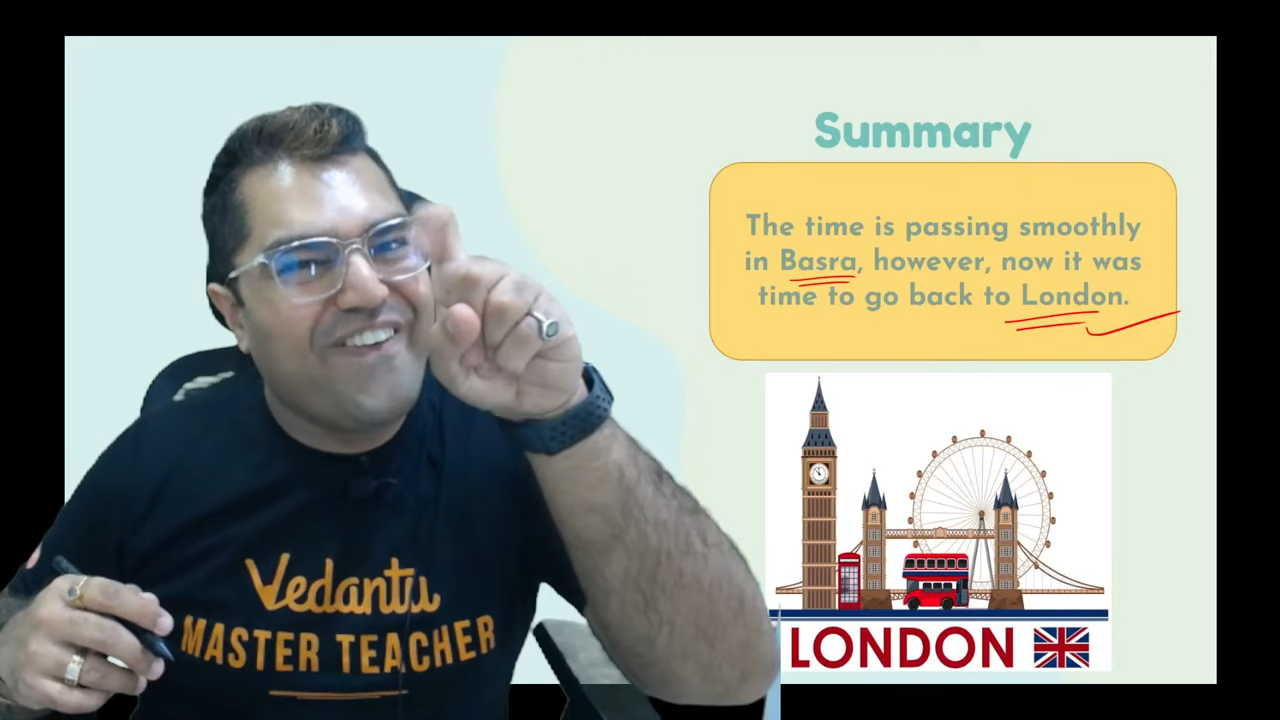 Summary
The time is passing smoothly
in Basra, however, now it was
time to go back to London.
Vedantu
MASTER TEACHER
LONDON